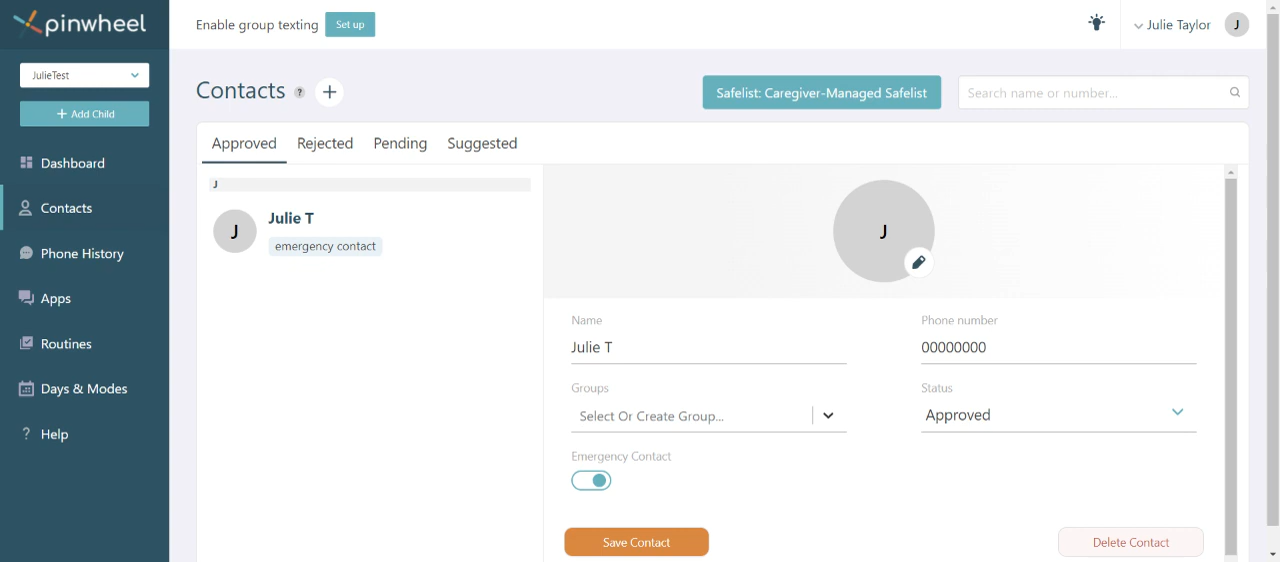 pinwheel
Enable group texting Set up
Julie Taylor J
JulieTest
+ Add Child
Dashboard
Contacts
Phone History
Apps
Routines
Days & Modes
? Help
Contacts ? +
Safelist: Caregiver-Managed Safelist
Search name or number...
Approved Rejected Pending Suggested
J
J
Julie T
emergency contact
J
Name
Julie T
Phone number
00000000
Groups
Select Or Create Group...
Status
Approved
Emergency Contact
Save Contact
Delete Contact